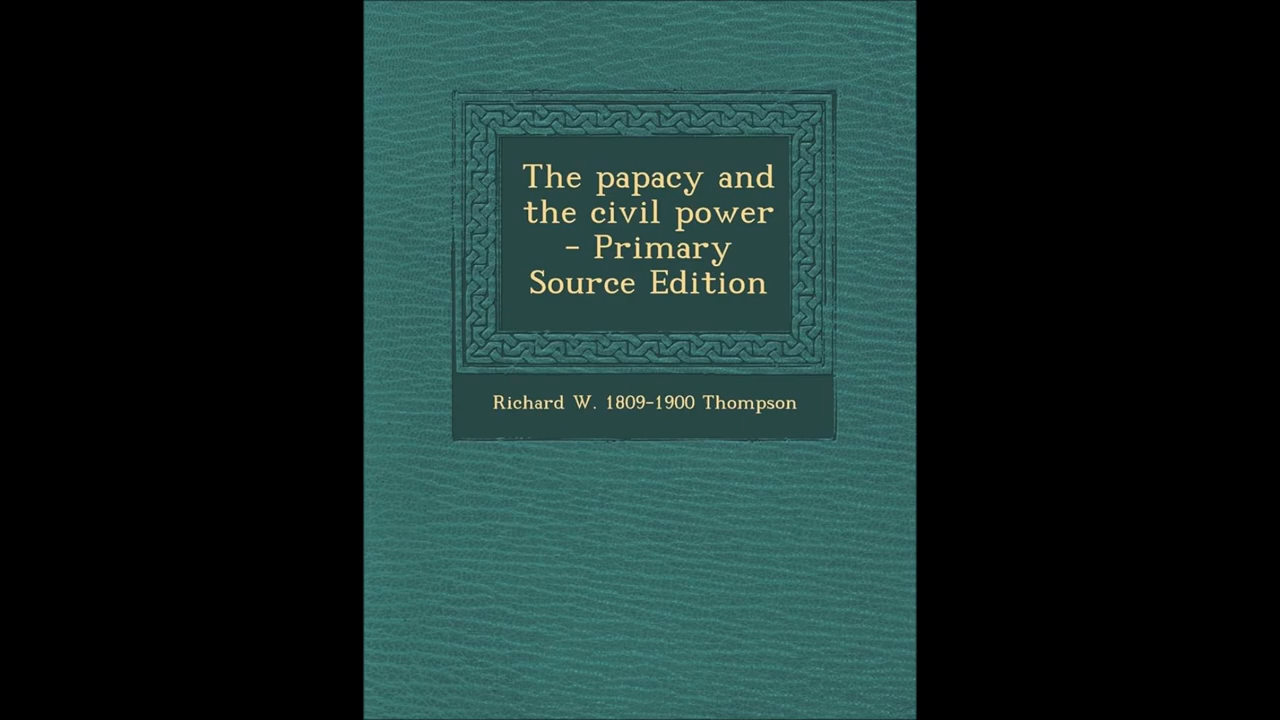 The papacy and
the civil power
- Primary
Source Edition
Richard W. 1809-1900 Thompson